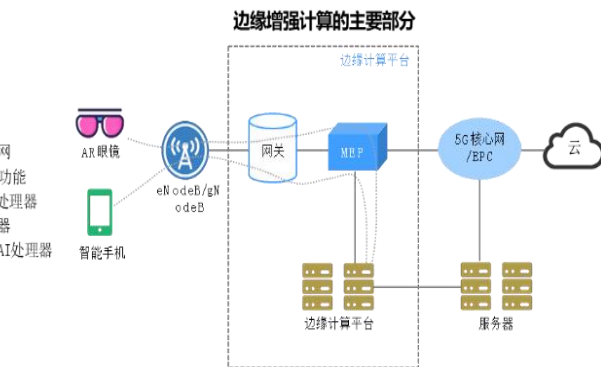 边缘增强计算的主要部分
边缘计算平台
网
功能
处理器
器
AI处理器
AR眼镜
智能手机
eNodeB/gN
odeB
网关
MEP
5G核心网
/EPC
云
边缘计算平台
服务器